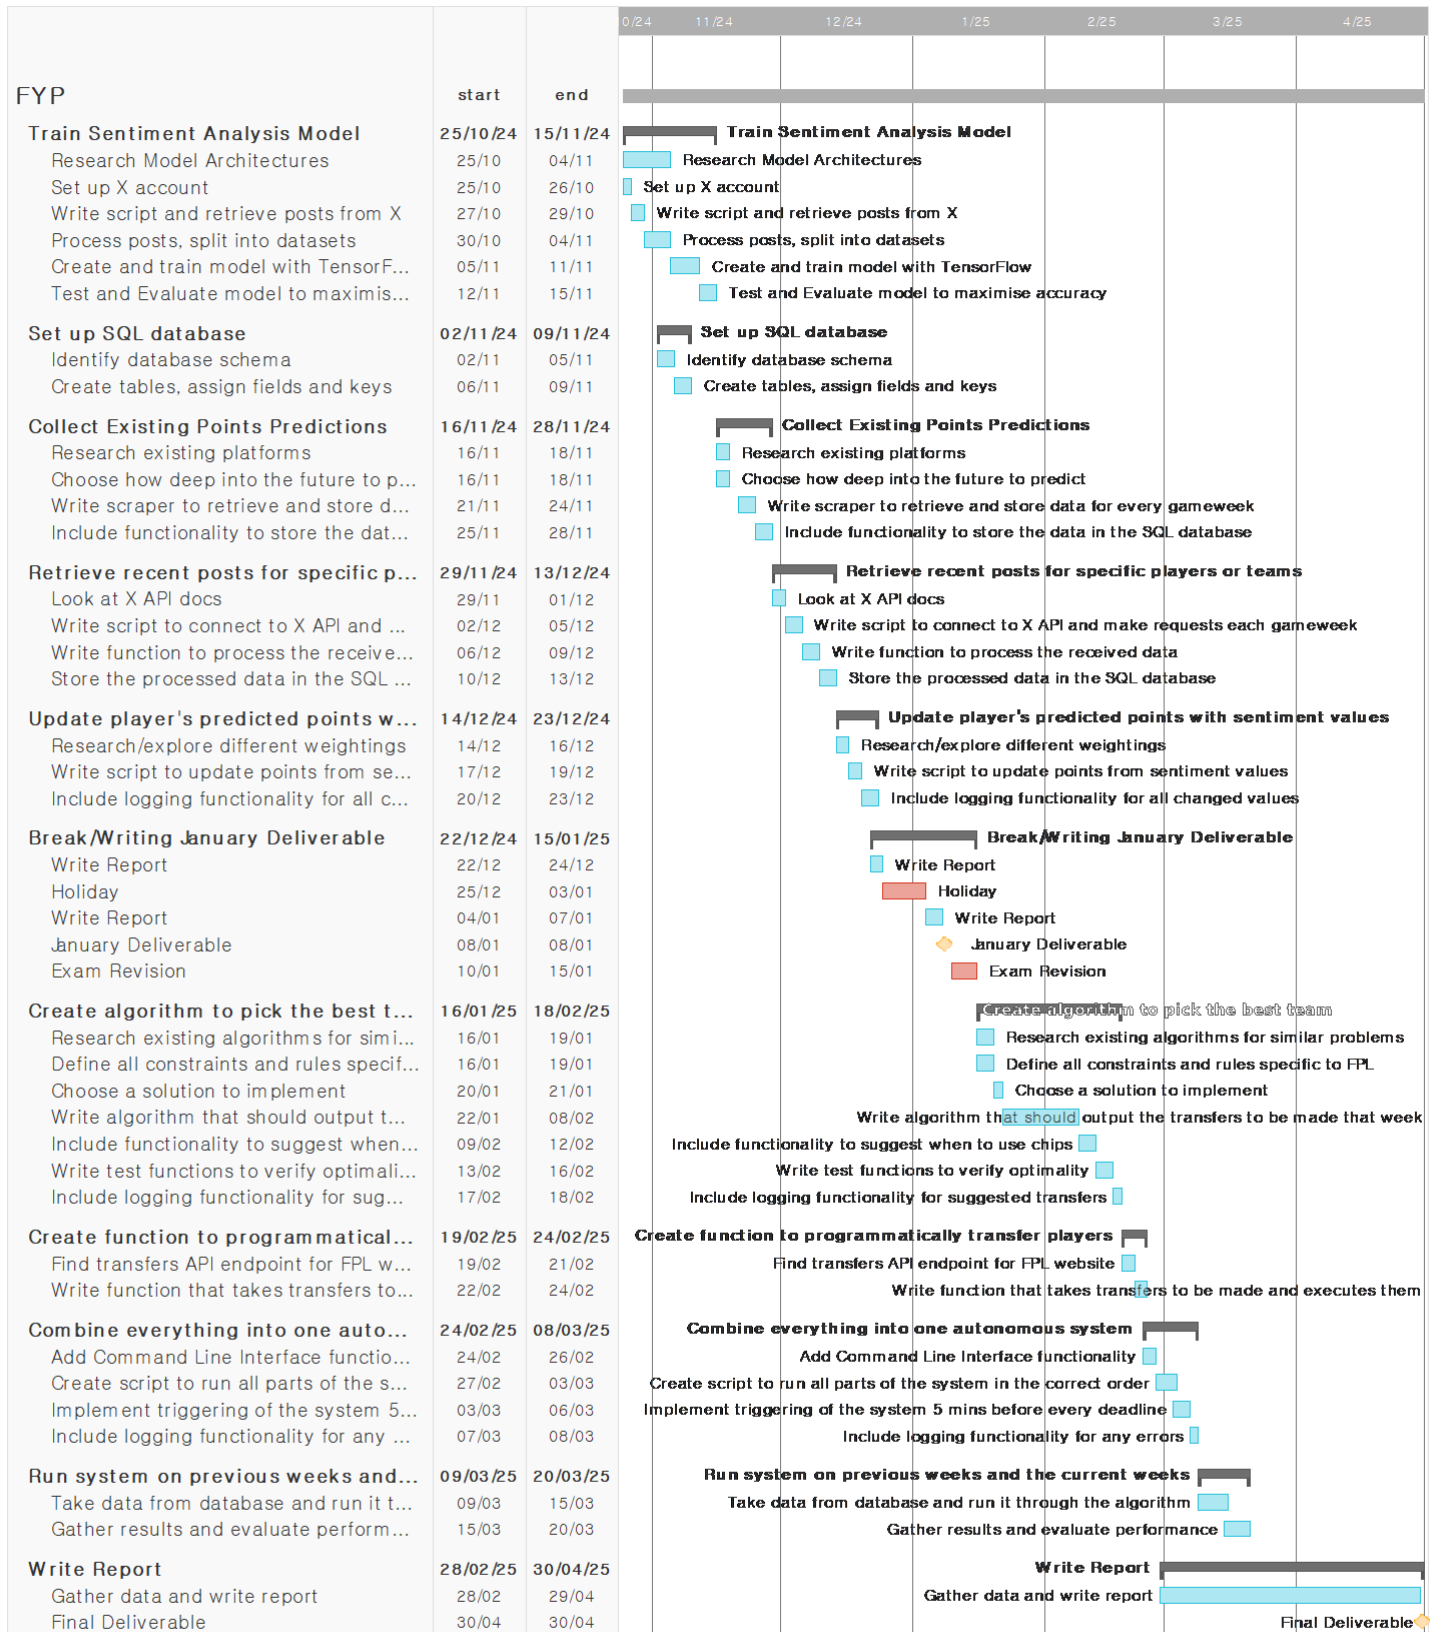 0/24 11/24 12/24 1/25 2/25 3/25 4/25
FYP start end
Train Sentiment Analysis Model 25/10/24 15/11/24 Train Sentiment Analysis Model
Research Model Architectures 25/10 04/11 Research Model Architectures
Set up X account 25/10 26/10 Set up X account
Write script and retrieve posts from X 27/10 29/10 Write script and retrieve posts from X
Process posts, split into datasets 30/10 04/11 Process posts, split into datasets
Create and train model with TensorF... 05/11 11/11 Create and train model with TensorFlow
Test and Evaluate model to maximis... 12/11 15/11 Test and Evaluate model to maximise accuracy
Set up SQL database 02/11/24 09/11/24 Set up SQL database
Identify database schema 02/11 05/11 Identify database schema
Create tables, assign fields and keys 06/11 09/11 Create tables, assign fields and keys
Collect Existing Points Predictions 16/11/24 28/11/24 Collect Existing Points Predictions
Research existing platforms 16/11 18/11 Research existing platforms
Choose how deep into the future to p... 16/11 18/11 Choose how deep into the future to predict
Write scraper to retrieve and store d... 21/11 24/11 Write scraper to retrieve and store data for every gameweek
Include functionality to store the dat... 25/11 28/11 Include functionality to store the data in the SQL database
Retrieve recent posts for specific p... 29/11/24 13/12/24 Retrieve recent posts for specific players or teams
Look at X API docs 29/11 01/12 Look at X API docs
Write script to connect to X API and ... 02/12 05/12 Write script to connect to X API and make requests each gameweek
Write function to process the receive... 06/12 09/12 Write function to process the received data
Store the processed data in the SQL ... 10/12 13/12 Store the processed data in the SQL database
Update player's predicted points w... 14/12/24 23/12/24 Update player's predicted points with sentiment values
Research/explore different weightings 14/12 16/12 Research/explore different weightings
Write script to update points from se... 17/12 19/12 Write script to update points from sentiment values
Include logging functionality for all c... 20/12 23/12 Include logging functionality for all changed values
Break/Writing January Deliverable 22/12/24 15/01/25 Break/Writing January Deliverable
Write Report 22/12 24/12 Write Report
Holiday 25/12 03/01 Holiday
Write Report 04/01 07/01 Write Report
January Deliverable 08/01 08/01 January Deliverable
Exam Revision 10/01 15/01 Exam Revision
Create algorithm to pick the best t... 16/01/25 18/02/25 Create algorithm to pick the best team
Research existing algorithms for simi... 16/01 19/01 Research existing algorithms for similar problems
Define all constraints and rules specif... 16/01 19/01 Define all constraints and rules specific to FPL
Choose a solution to implement 20/01 21/01 Choose a solution to implement
Write algorithm that should output t... 22/01 08/02 Write algorithm that should output the transfers to be made that week
Include functionality to suggest when... 09/02 12/02 Include functionality to suggest when to use chips
Write test functions to verify optimali... 13/02 16/02 Write test functions to verify optimality
Include logging functionality for sug... 17/02 18/02 Include logging functionality for suggested transfers
Create function to programmatical... 19/02/25 24/02/25 Create function to programmatically transfer players
Find transfers API endpoint for FPL w... 19/02 21/02 Find transfers API endpoint for FPL website
Write function that takes transfers to... 22/02 24/02 Write function that takes transfers to be made and executes them
Combine everything into one auto... 24/02/25 08/03/25 Combine everything into one autonomous system
Add Command Line Interface functio... 24/02 26/02 Add Command Line Interface functionality
Create script to run all parts of the s... 27/02 03/03 Create script to run all parts of the system in the correct order
Implement triggering of the system 5... 03/03 06/03 Implement triggering of the system 5 mins before every deadline
Include logging functionality for any ... 07/03 08/03 Include logging functionality for any errors
Run system on previous weeks and... 09/03/25 20/03/25 Run system on previous weeks and the current weeks
Take data from database and run it t... 09/03 15/03 Take data from database and run it through the algorithm
Gather results and evaluate perform... 15/03 20/03 Gather results and evaluate performance
Write Report 28/02/25 30/04/25 Write Report
Gather data and write report 28/02 29/04 Gather data and write report
Final Deliverable 30/04 30/04 Final Deliverable